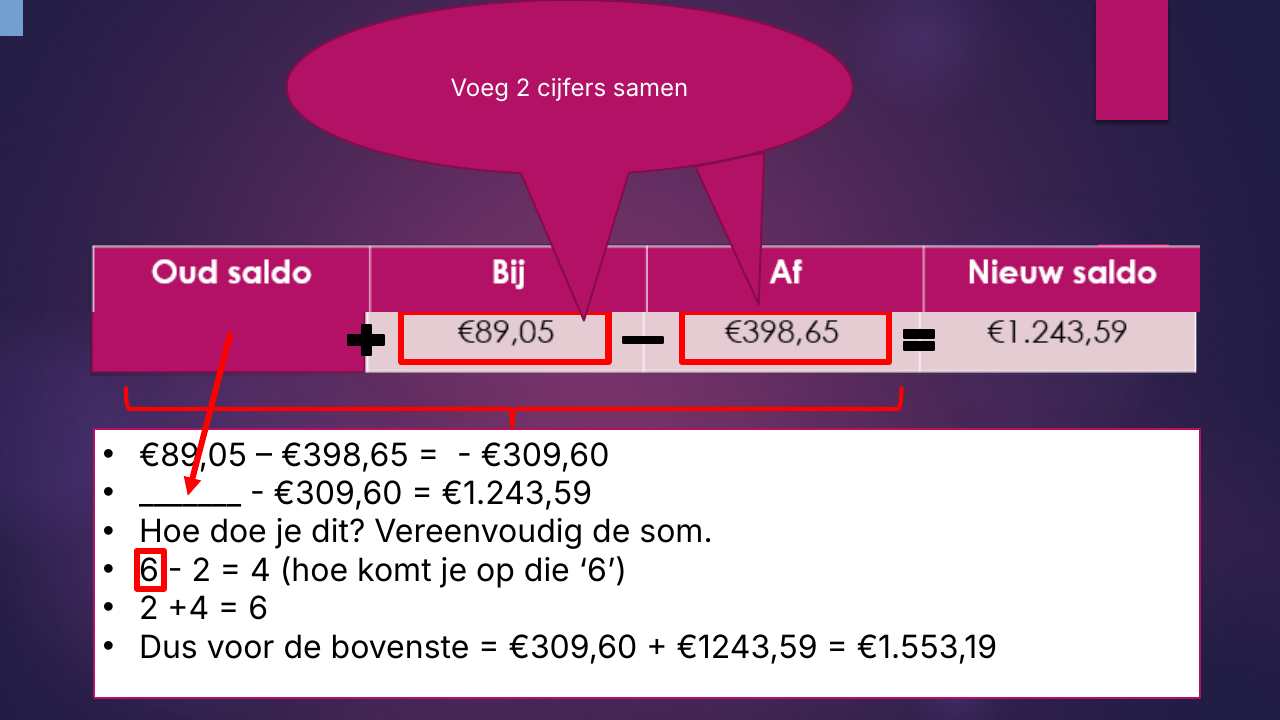 Voeg 2 cijfers samen
Oud saldo Bij Af Nieuw saldo
+ €89,05 − €398,65 = €1.243,59
• €89,05 – €398,65 =  - €309,60
• _______ - €309,60 = €1.243,59
• Hoe doe je dit? Vereenvoudig de som.
• 6 - 2 = 4 (hoe komt je op die ‘6’)
• 2 +4 = 6
• Dus voor de bovenste = €309,60 + €1243,59 = €1.553,19